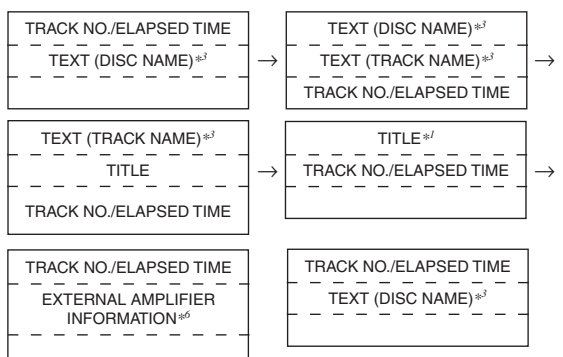 TRACK NO./ELAPSED TIME
TEXT (DISC NAME)*3
→
TEXT (DISC NAME)*3
TEXT (TRACK NAME)*3
TRACK NO./ELAPSED TIME
→
TEXT (TRACK NAME)*3
TITLE
TRACK NO./ELAPSED TIME
→
TITLE*1
TRACK NO./ELAPSED TIME
→
TRACK NO./ELAPSED TIME
EXTERNAL AMPLIFIER
INFORMATION*6
TRACK NO./ELAPSED TIME
TEXT (DISC NAME)*3